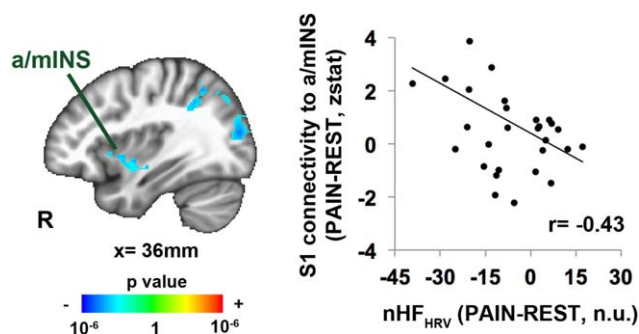 a/mINS
R
x= 36mm
p value
- +
10⁻⁶ 1 10⁻⁶
S1 connectivity to a/mINS
(PAIN-REST, zstat)
4
2
0
-2
-4
r= -0.43
-45 -30 -15 0 15 30
nHF_HRV (PAIN-REST, n.u.)